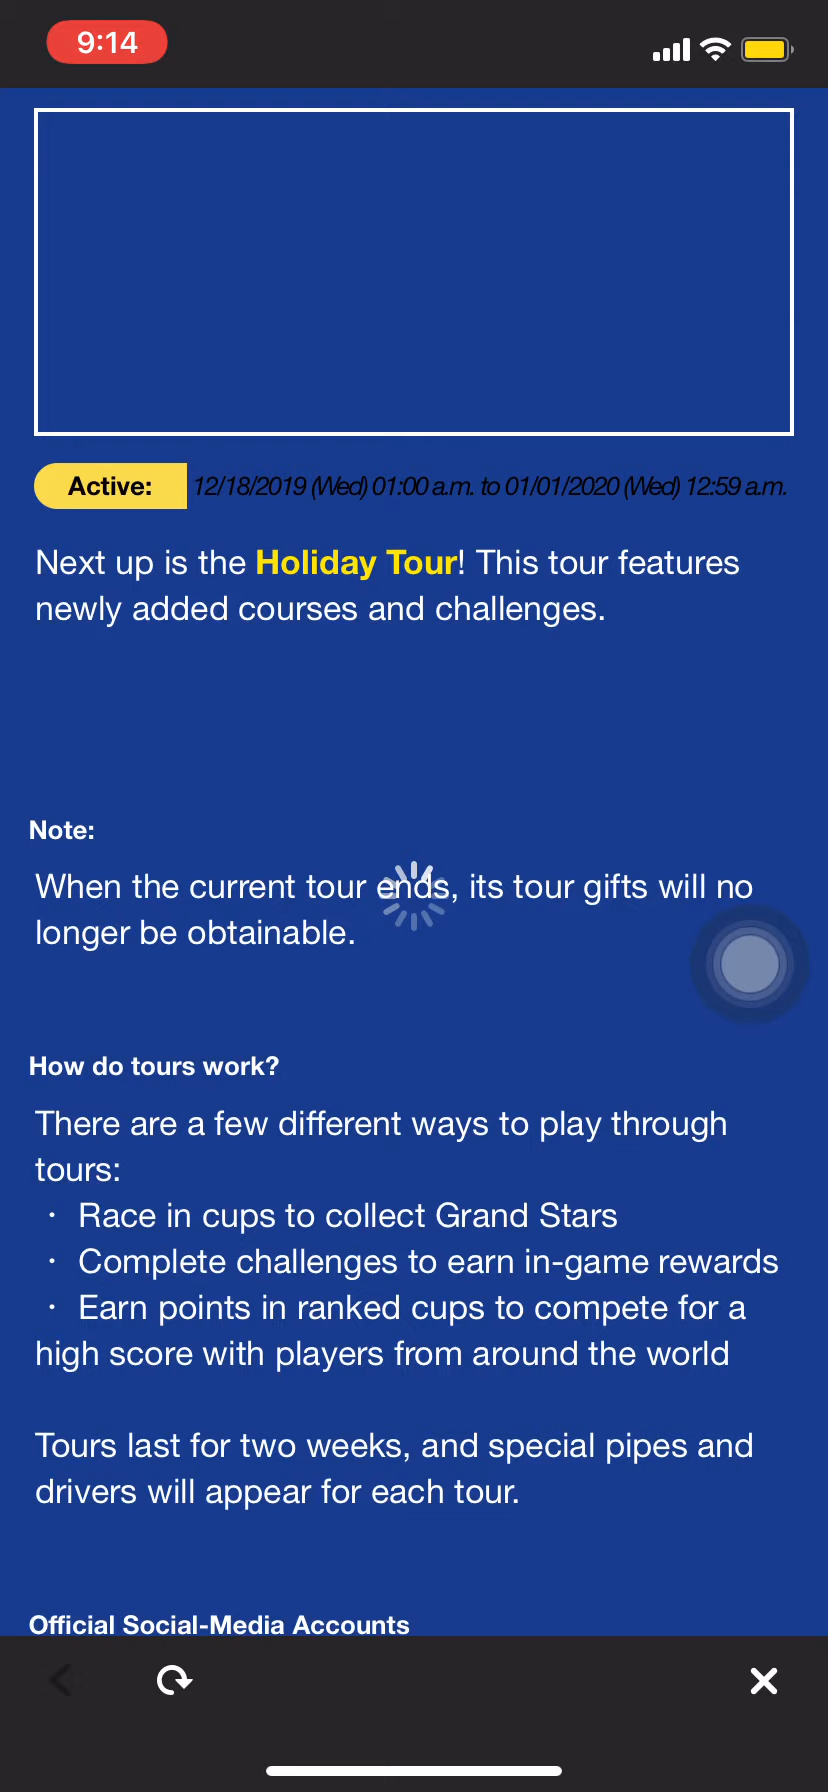 9:14
Active: 12/18/2019 (Wed) 01:00 a.m. to 01/01/2020 (Wed) 12:59 a.m.
Next up is the Holiday Tour! This tour features
newly added courses and challenges.
Note:
When the current tour ends, its tour gifts will no
longer be obtainable.
How do tours work?
There are a few different ways to play through
tours:
・ Race in cups to collect Grand Stars
・ Complete challenges to earn in-game rewards
・ Earn points in ranked cups to compete for a
high score with players from around the world
Tours last for two weeks, and special pipes and
drivers will appear for each tour.
Official Social-Media Accounts